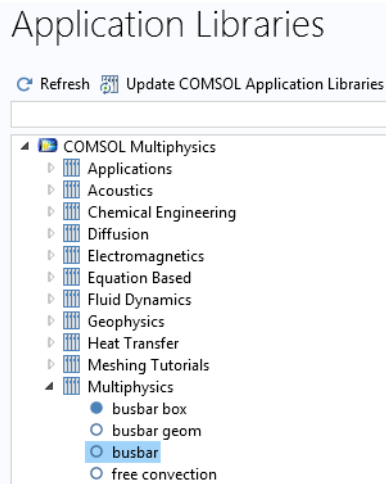 Application Libraries
Refresh Update COMSOL Application Libraries
COMSOL Multiphysics
Applications
Acoustics
Chemical Engineering
Diffusion
Electromagnetics
Equation Based
Fluid Dynamics
Geophysics
Heat Transfer
Meshing Tutorials
Multiphysics
busbar box
busbar geom
busbar
free convection